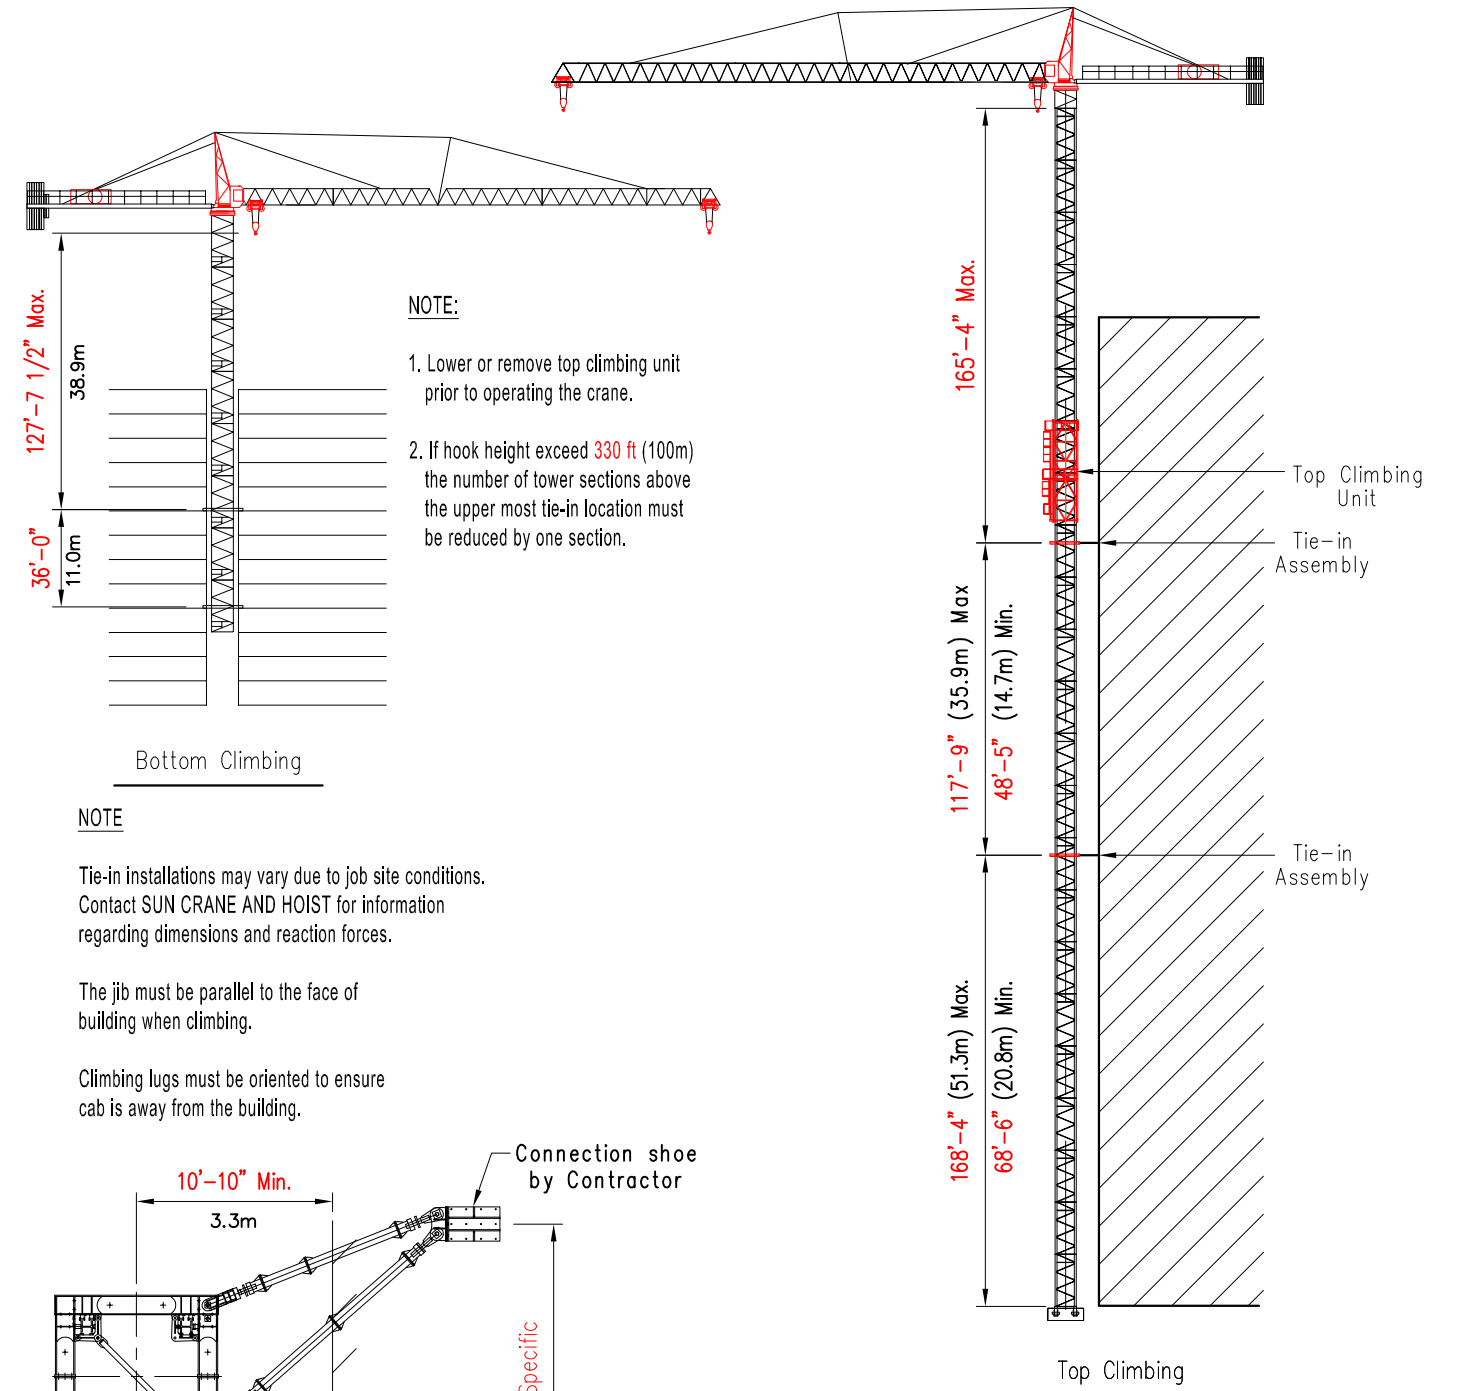 127'-7 1/2" Max.
38.9m
36'-0"
11.0m
Bottom Climbing
NOTE:
1. Lower or remove top climbing unit
prior to operating the crane.
2. If hook height exceed 330 ft (100m)
the number of tower sections above
the upper most tie-in location must
be reduced by one section.
165'-4" Max.
Top Climbing
Unit
Tie-in
Assembly
117'-9" (35.9m) Max
48'-5" (14.7m) Min.
Tie-in
Assembly
168'-4" (51.3m) Max.
68'-6" (20.8m) Min.
Top Climbing
NOTE
Tie-in installations may vary due to job site conditions.
Contact SUN CRANE AND HOIST for information
regarding dimensions and reaction forces.
The jib must be parallel to the face of
building when climbing.
Climbing lugs must be oriented to ensure
cab is away from the building.
10'-10" Min.
3.3m
Connection shoe
by Contractor
Specific